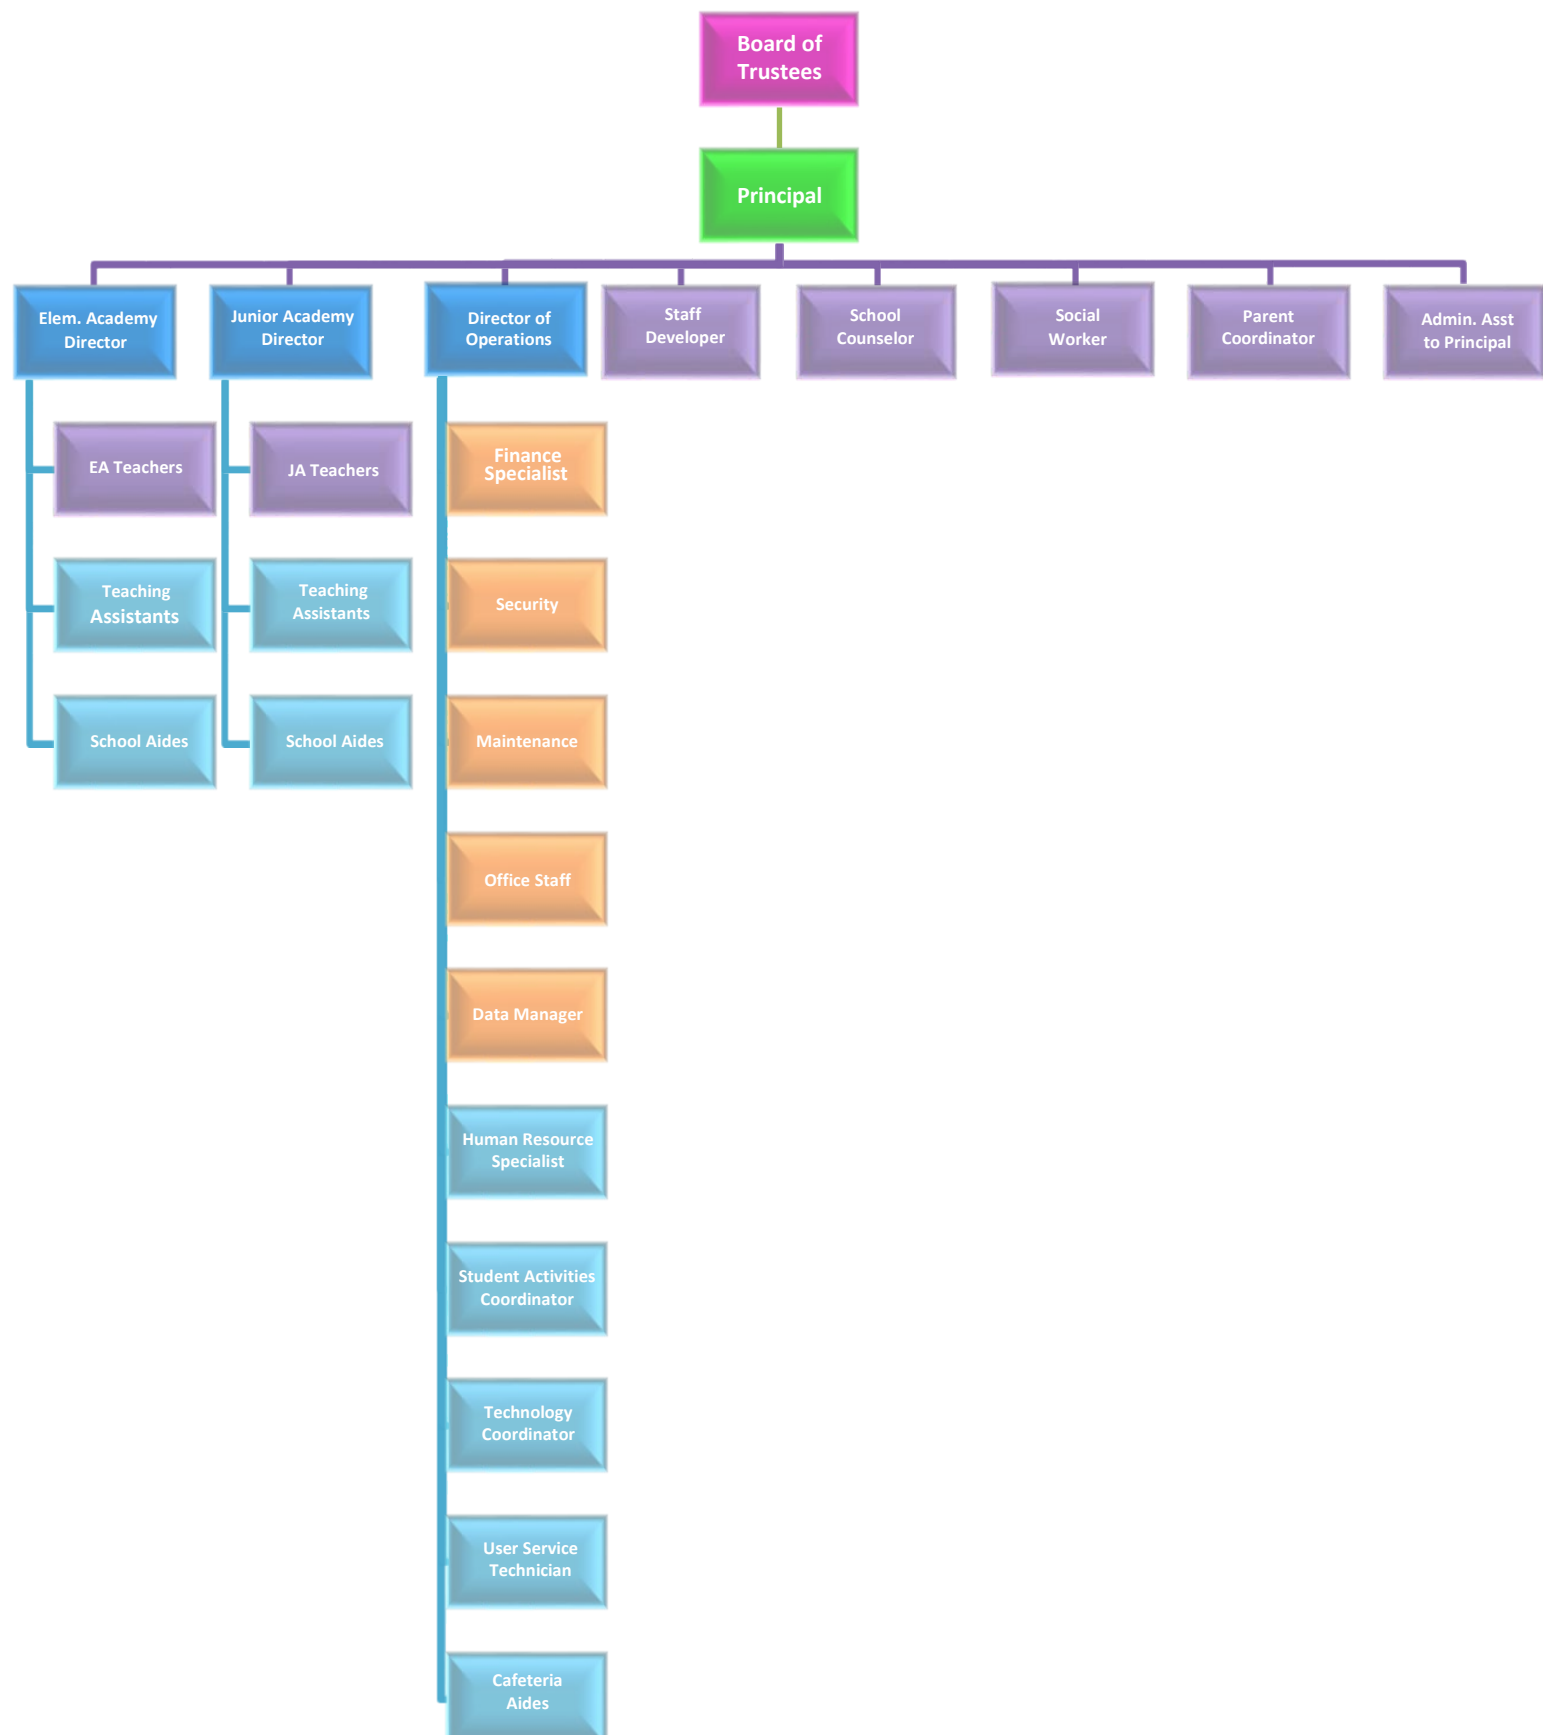 Board of
Trustees
Principal
Elem. Academy
Director
Junior Academy
Director
Director of
Operations
Staff
Developer
School
Counselor
Social
Worker
Parent
Coordinator
Admin. Asst
to Principal
EA Teachers
JA Teachers
Finance
Specialist
Teaching
Assistants
Teaching
Assistants
Security
School Aides
School Aides
Maintenance
Office Staff
Data Manager
Human Resource
Specialist
Student Activities
Coordinator
Technology
Coordinator
User Service
Technician
Cafeteria
Aides